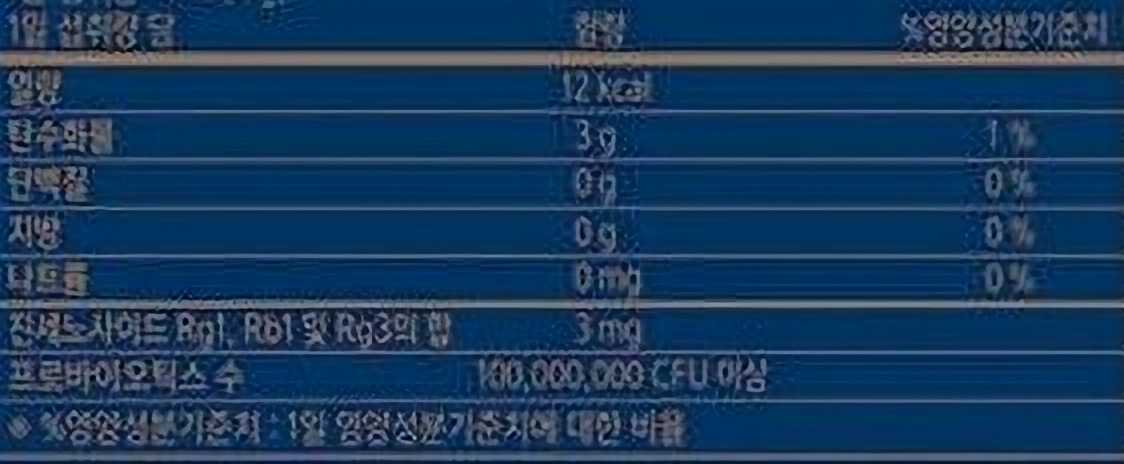 1일 섭취량 당 함량 %영양성분기준치
열량 12 kcal
탄수화물 3 g 1 %
단백질 0 g 0 %
지방 0 g 0 %
나트륨 0 mg 0 %
진세노사이드 Rg1, Rb1 및 Rg3의 합 3 mg
프로바이오틱스 수 100,000,000 CFU 이상
※ %영양성분기준치 : 1일 영양성분기준치에 대한 비율